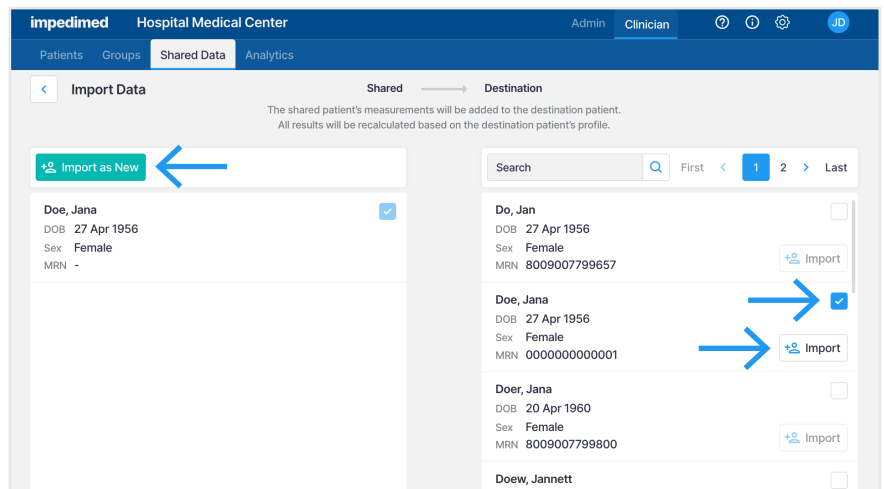 impedimed Hospital Medical Center Admin Clinician JD
Patients Groups Shared Data Analytics
Import Data Shared Destination
The shared patient's measurements will be added to the destination patient.
All results will be recalculated based on the destination patient's profile.
Import as New
Search First 1 2 Last
Doe, Jana
DOB 27 Apr 1956
Sex Female
MRN -
Do, Jan
DOB 27 Apr 1956
Sex Female
MRN 8009007799657 Import
Doe, Jana
DOB 27 Apr 1956
Sex Female
MRN 0000000000001 Import
Doer, Jana
DOB 20 Apr 1960
Sex Female
MRN 8009007799800 Import
Doew, Jannett